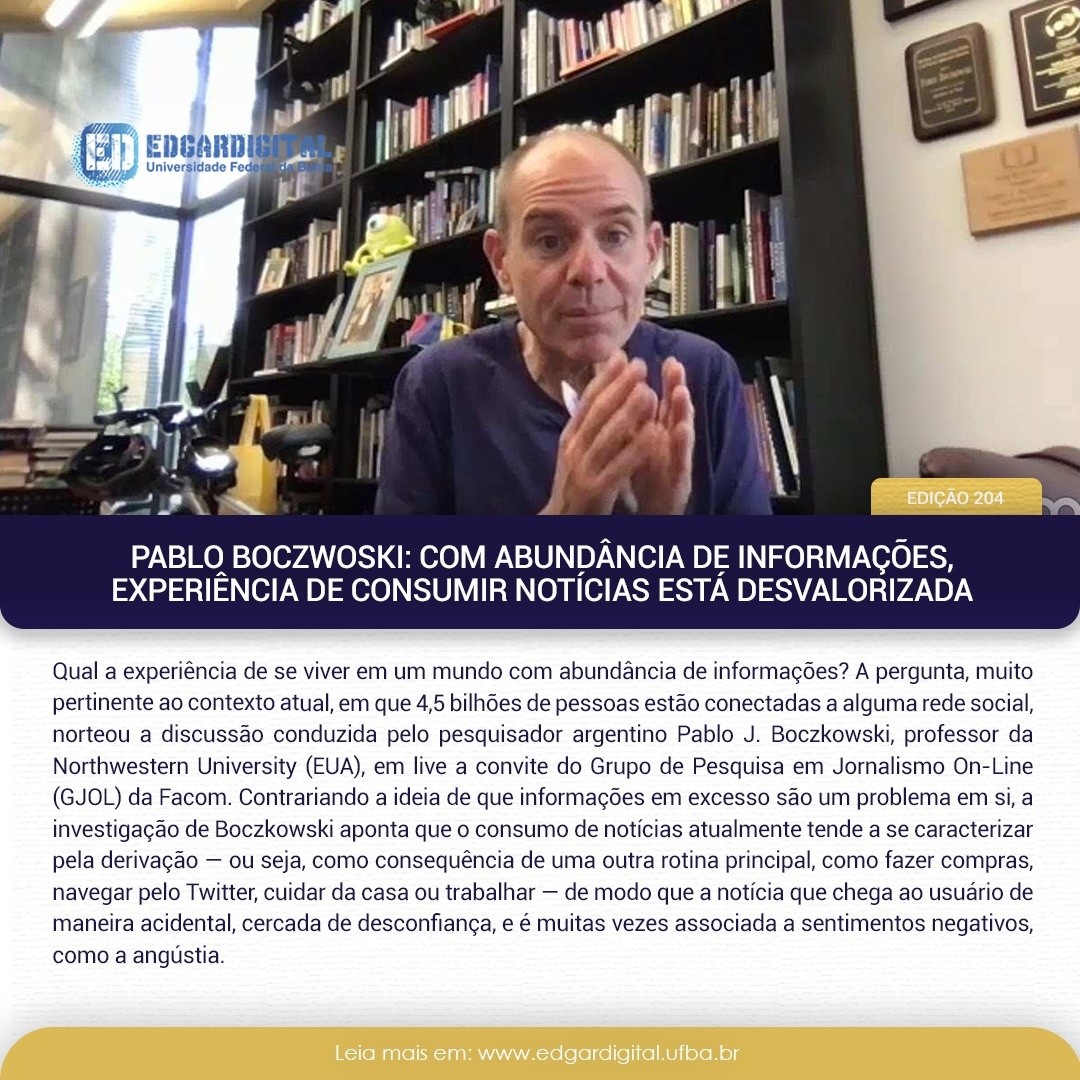 EDGARDIGITAL
Universidade Federal da Bahia
EDIÇÃO 204
PABLO BOCZWOSKI: COM ABUNDÂNCIA DE INFORMAÇÕES,
EXPERIÊNCIA DE CONSUMIR NOTÍCIAS ESTÁ DESVALORIZADA
Qual a experiência de se viver em um mundo com abundância de informações? A pergunta, muito
pertinente ao contexto atual, em que 4,5 bilhões de pessoas estão conectadas a alguma rede social,
norteou a discussão conduzida pelo pesquisador argentino Pablo J. Boczkowski, professor da
Northwestern University (EUA), em live a convite do Grupo de Pesquisa em Jornalismo On-Line
(GJOL) da Facom. Contrariando a ideia de que informações em excesso são um problema em si, a
investigação de Boczkowski aponta que o consumo de notícias atualmente tende a se caracterizar
pela derivação — ou seja, como consequência de uma outra rotina principal, como fazer compras,
navegar pelo Twitter, cuidar da casa ou trabalhar — de modo que a notícia que chega ao usuário de
maneira acidental, cercada de desconfiança, e é muitas vezes associada a sentimentos negativos,
como a angústia.
Leia mais em: www.edgardigital.ufba.br